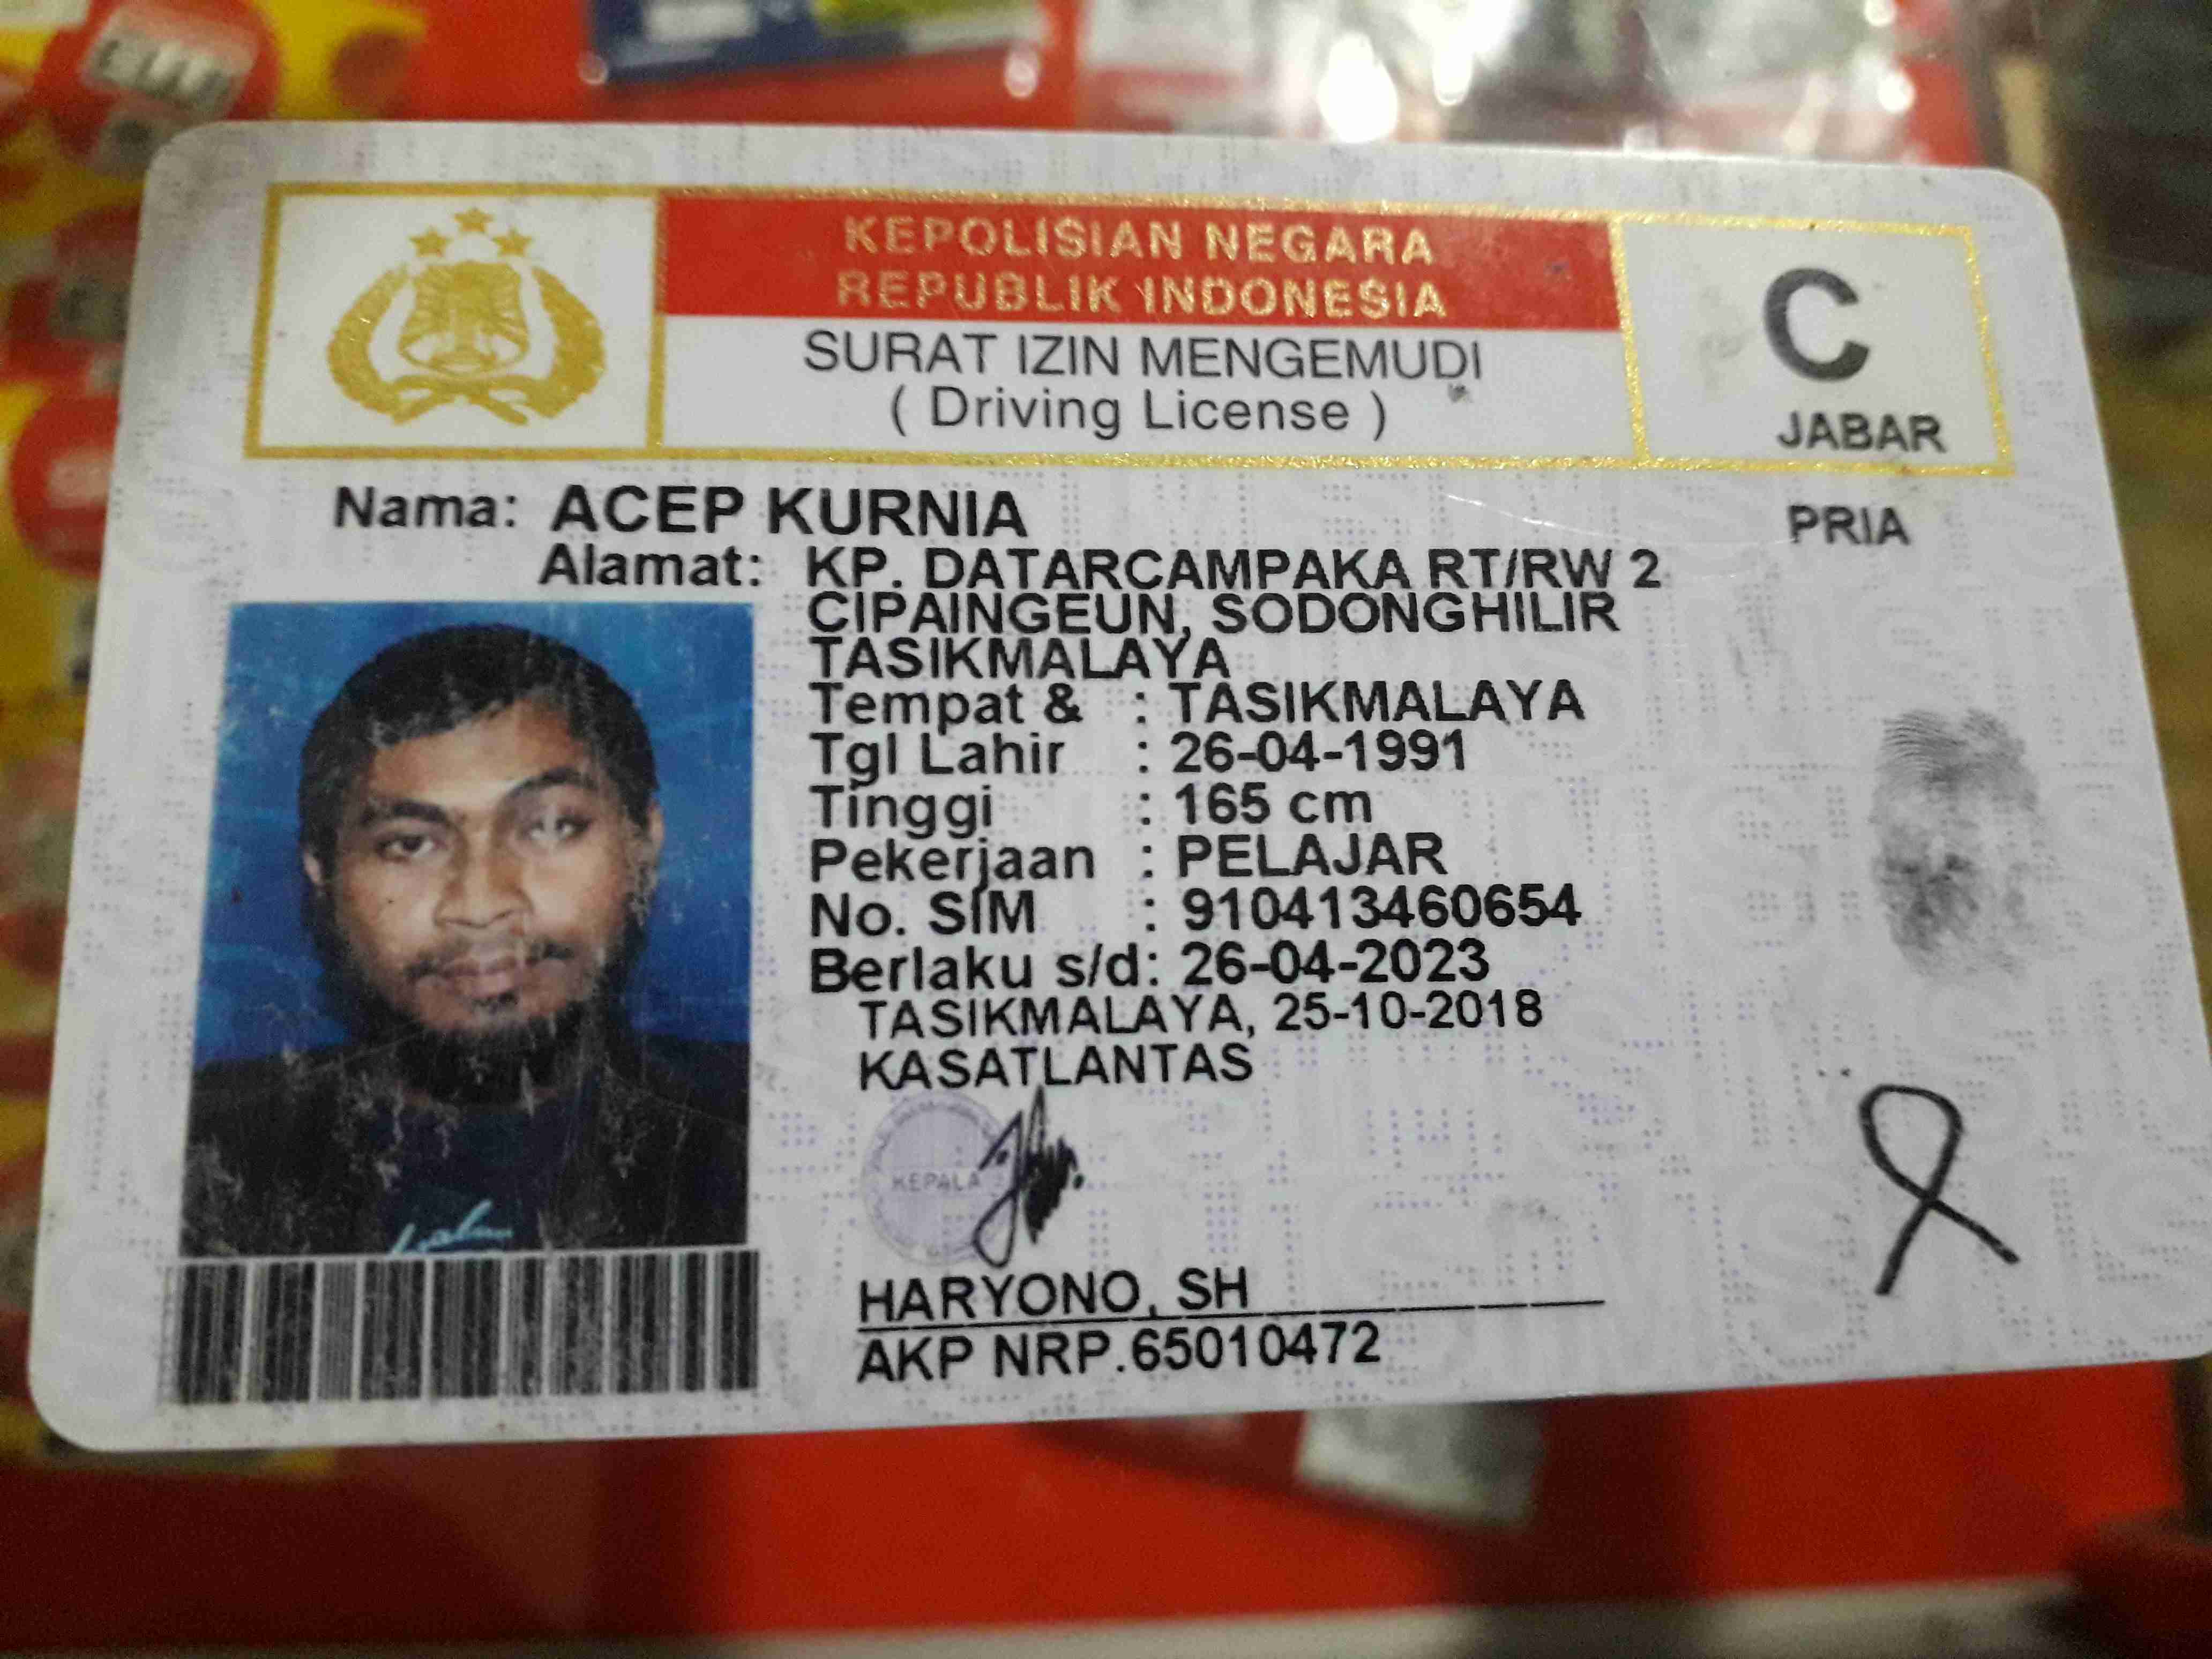 KEPOLISIAN NEGARA
REPUBLIK INDONESIA
SURAT IZIN MENGEMUDI
( Driving License )
C
JABAR
Nama: ACEP KURNIA
PRIA
Alamat: KP. DATARCAMPAKA RT/RW 2
CIPAINGEUN, SODONGHILIR
TASIKMALAYA
Tempat & : TASIKMALAYA
Tgl Lahir : 26-04-1991
Tinggi : 165 cm
Pekerjaan : PELAJAR
No. SIM : 910413460654
Berlaku s/d: 26-04-2023
TASIKMALAYA, 25-10-2018
KASATLANTAS
KEPALA
HARYONO, SH
AKP NRP.65010472